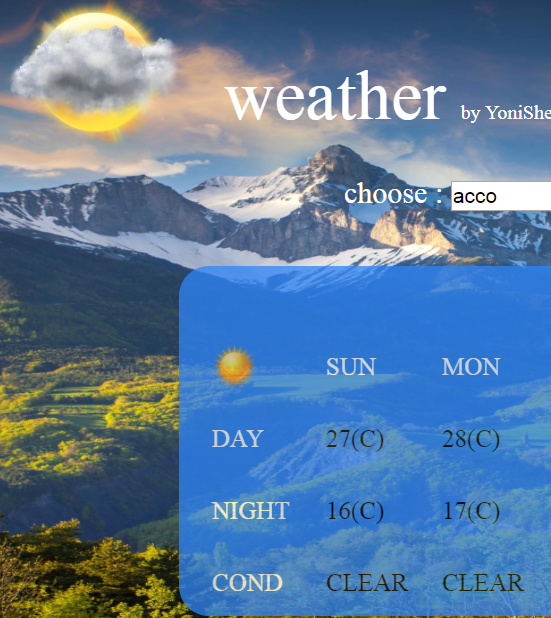 weather by YoniShe
choose : acco
SUN MON
DAY 27(C) 28(C)
NIGHT 16(C) 17(C)
COND CLEAR CLEAR